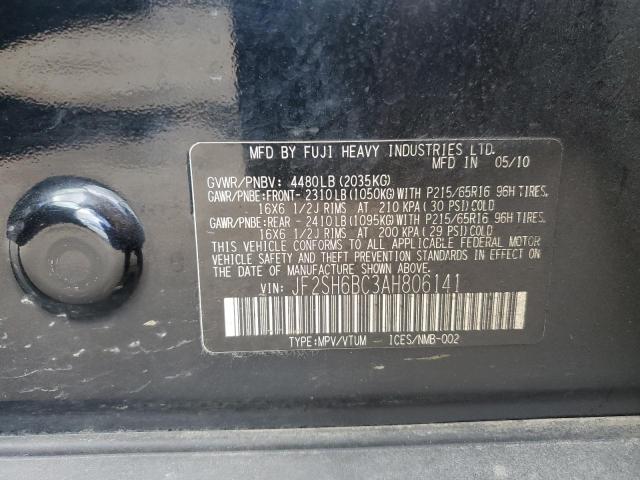 MFD BY FUJI HEAVY INDUSTRIES LTD.
MFD IN 05/10
GVWR/PNBV: 4480LB (2035KG)
GAWR/PNBE:FRONT- 2310LB(1050KG)WITH P215/65R16 96H TIRES.
16X6 1/2J RIMS AT 210 KPA ( 30 PSI) COLD
GAWR/PNBE:REAR - 2410LB(1095KG)WITH P215/65R16 96H TIRES.
16X6 1/2J RIMS AT 200 KPA ( 29 PSI) COLD
THIS VEHICLE CONFORMS TO ALL APPLICABLE FEDERAL MOTOR
VEHICLE SAFETY AND THEFT PREVENTION STANDARDS IN EFFECT ON
THE DATE OF MANUFACTURE SHOWN ABOVE.
VIN: JF2SH6BC3AH806141
TYPE:MPV/VTUM - ICES/NMB-002